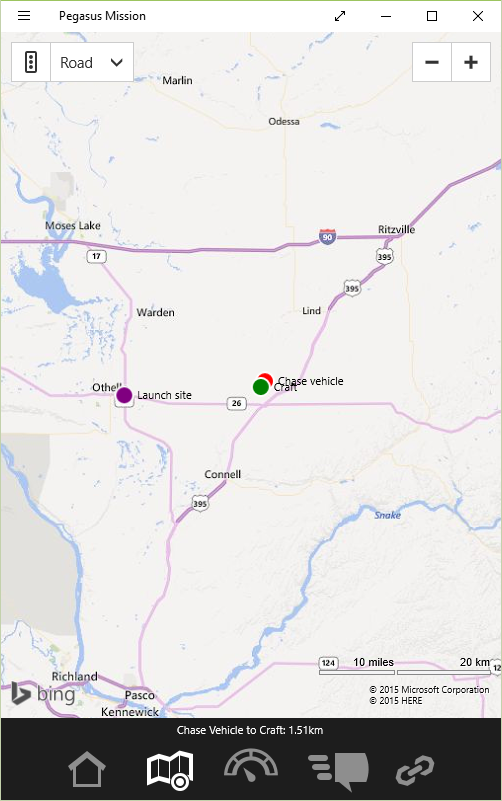 Pegasus Mission
Road
Marlin
Odessa
Moses Lake
90
Ritzville
17
395
395
Warden
Lind
Othell
Chase vehicle
Craft
Launch site
26
Connell
395
Snake
124
10 miles
20 km
12
Richland
bing
Pasco
Kennewick
© 2015 Microsoft Corporation
© 2015 HERE
Chase Vehicle to Craft: 1.51km